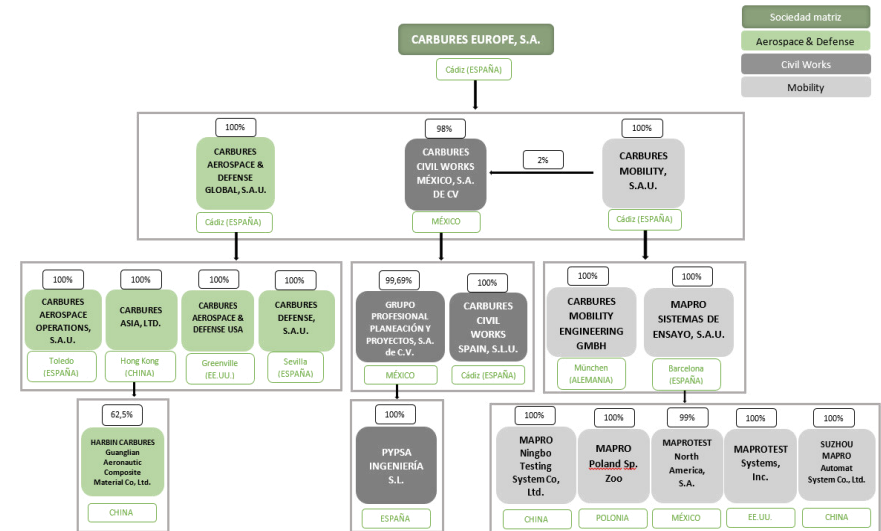 Sociedad matriz
Aerospace & Defense
Civil Works
Mobility
CARBURES EUROPE, S.A.
Cádiz (ESPAÑA)
100%
CARBURES
AEROSPACE &
DEFENSE
GLOBAL, S.A.U.
Cádiz (ESPAÑA)
98%
CARBURES
CIVIL WORKS
MÉXICO, S.A.
DE CV
MÉXICO
2%
100%
CARBURES
MOBILITY,
S.A.U.
Cádiz (ESPAÑA)
100%
CARBURES
AEROSPACE
OPERATIONS,
S.A.U.
Toledo
(ESPAÑA)
100%
CARBURES
ASIA, LTD.
Hong Kong
(CHINA)
100%
CARBURES
AEROSPACE &
DEFENSE USA
Greenville
(EE.UU.)
100%
CARBURES
DEFENSE,
S.A.U.
Sevilla
(ESPAÑA)
99,69%
GRUPO
PROFESIONAL
PLANEACIÓN Y
PROYECTOS, S.A.
de C.V.
MÉXICO
100%
CARBURES
CIVIL
WORKS
SPAIN, S.L.U.
Cádiz (ESPAÑA)
100%
CARBURES
MOBILITY
ENGINEERING
GMBH
München
(ALEMANIA)
100%
MAPRO
SISTEMAS DE
ENSAYO, S.A.U.
Barcelona
(ESPAÑA)
62,5%
HARBIN CARBURES
Guanglian
Aeronautic
Composite
Material Co, Ltd.
CHINA
100%
PYPSA
INGENIERÍA
S.L.
ESPAÑA
100%
MAPRO
Ningbo
Testing
System Co,
Ltd.
CHINA
100%
MAPRO
Poland Sp.
Zoo
POLONIA
99%
MAPROTEST
North
America,
S.A.
MÉXICO
100%
MAPROTEST
Systems,
Inc.
EE.UU.
100%
SUZHOU
MAPRO
Automat
System Co., Ltd.
CHINA